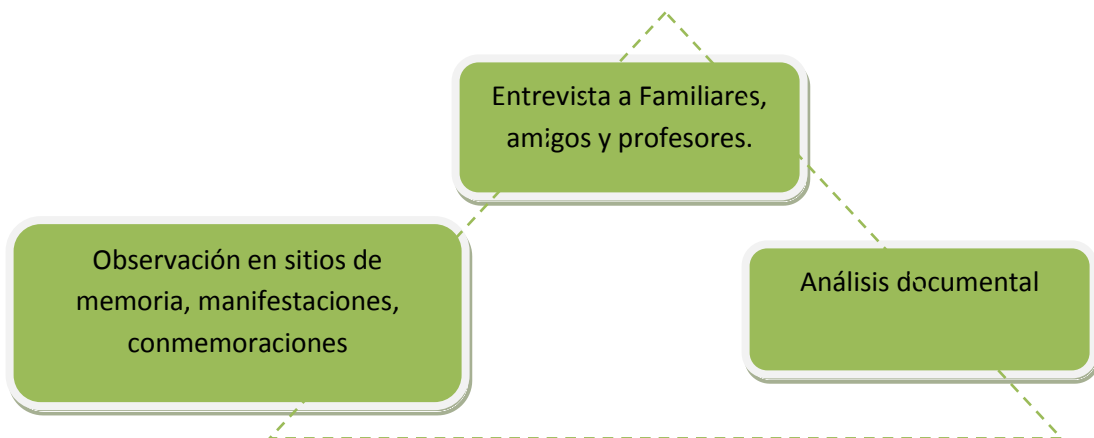 Entrevista a Familiares,
amigos y profesores.
Observación en sitios de
memoria, manifestaciones,
conmemoraciones
Análisis documental